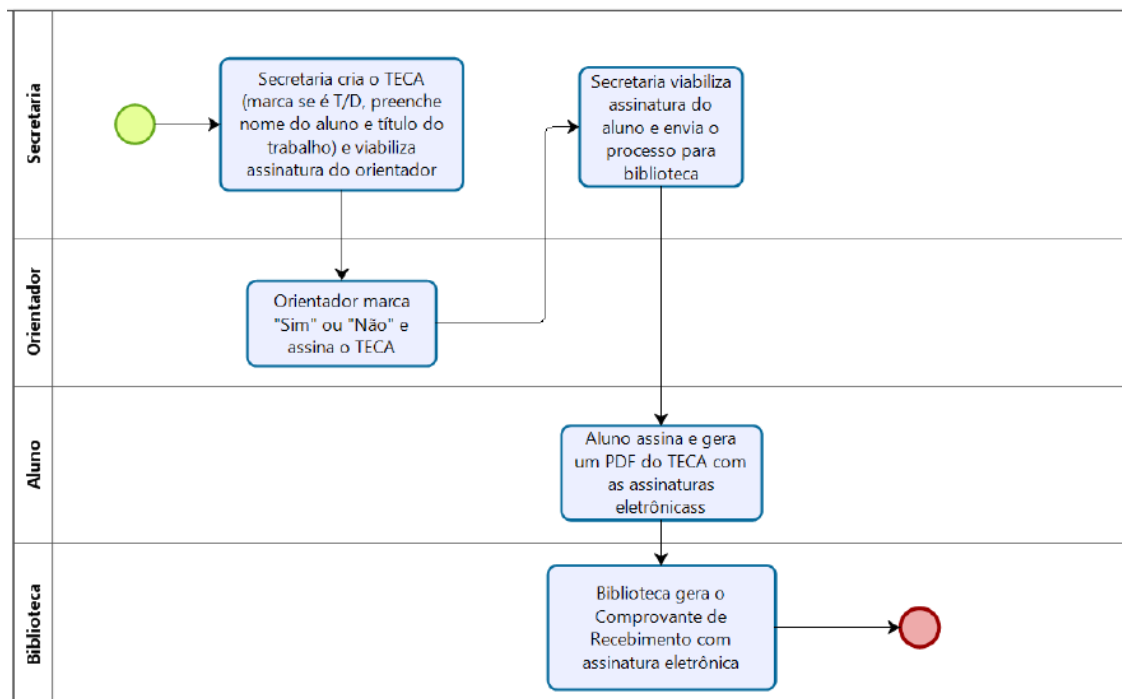 Secretaria
Secretaria cria o TECA
(marca se é T/D, preenche
nome do aluno e título do
trabalho) e viabiliza
assinatura do orientador
Secretaria viabiliza
assinatura do
aluno e envia o
processo para
biblioteca
Orientador
Orientador marca
"Sim" ou "Não" e
assina o TECA
Aluno
Aluno assina e gera
um PDF do TECA com
as assinaturas
eletrônicass
Biblioteca
Biblioteca gera o
Comprovante de
Recebimento com
assinatura eletrônica